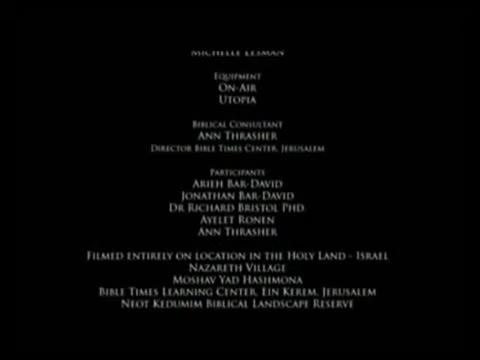 Michelle Lesman
Equipment
On-Air
Utopia
Biblical Consultant
Ann Thrasher
Director Bible Times Center, Jerusalem
Participants
Arieh Bar-David
Jonathan Bar-David
Dr Richard Bristol Phd.
Ayelet Ronen
Ann Thrasher
Filmed entirely on location in the Holy Land - Israel
Nazareth Village
Moshav Yad Hashmona
Bible Times Learning Center, Ein Kerem, Jerusalem
Neot Kedumim Biblical Landscape Reserve